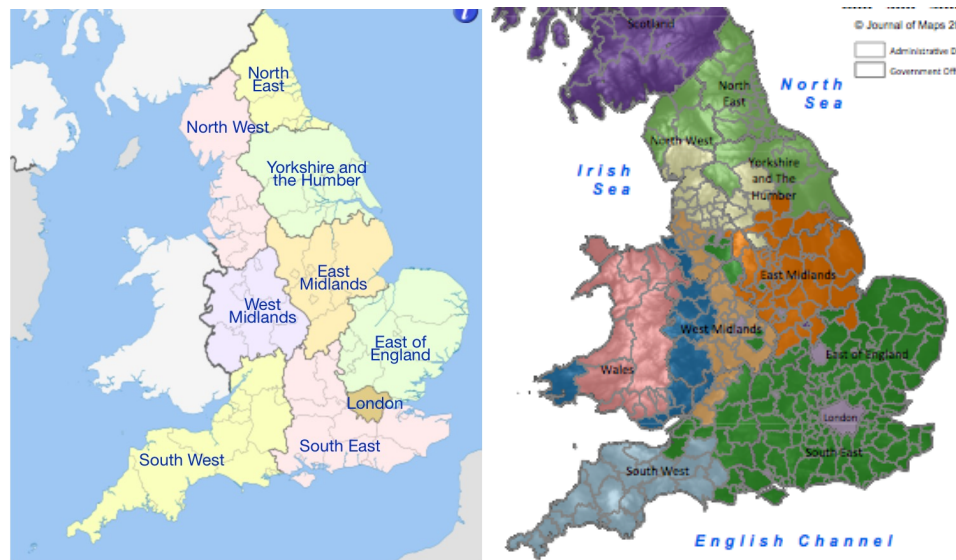 i
North
East
North West
Yorkshire and
the Humber
East
Midlands
West
Midlands
East of
England
London
South East
South West
© Journal of Maps
Scotland
Administrative
Government
North
Sea
North
East
North West
Irish
Sea
Yorkshire
and The
Humber
East Midlands
West Midlands
East of England
Wales
London
South East
South West
English Channel